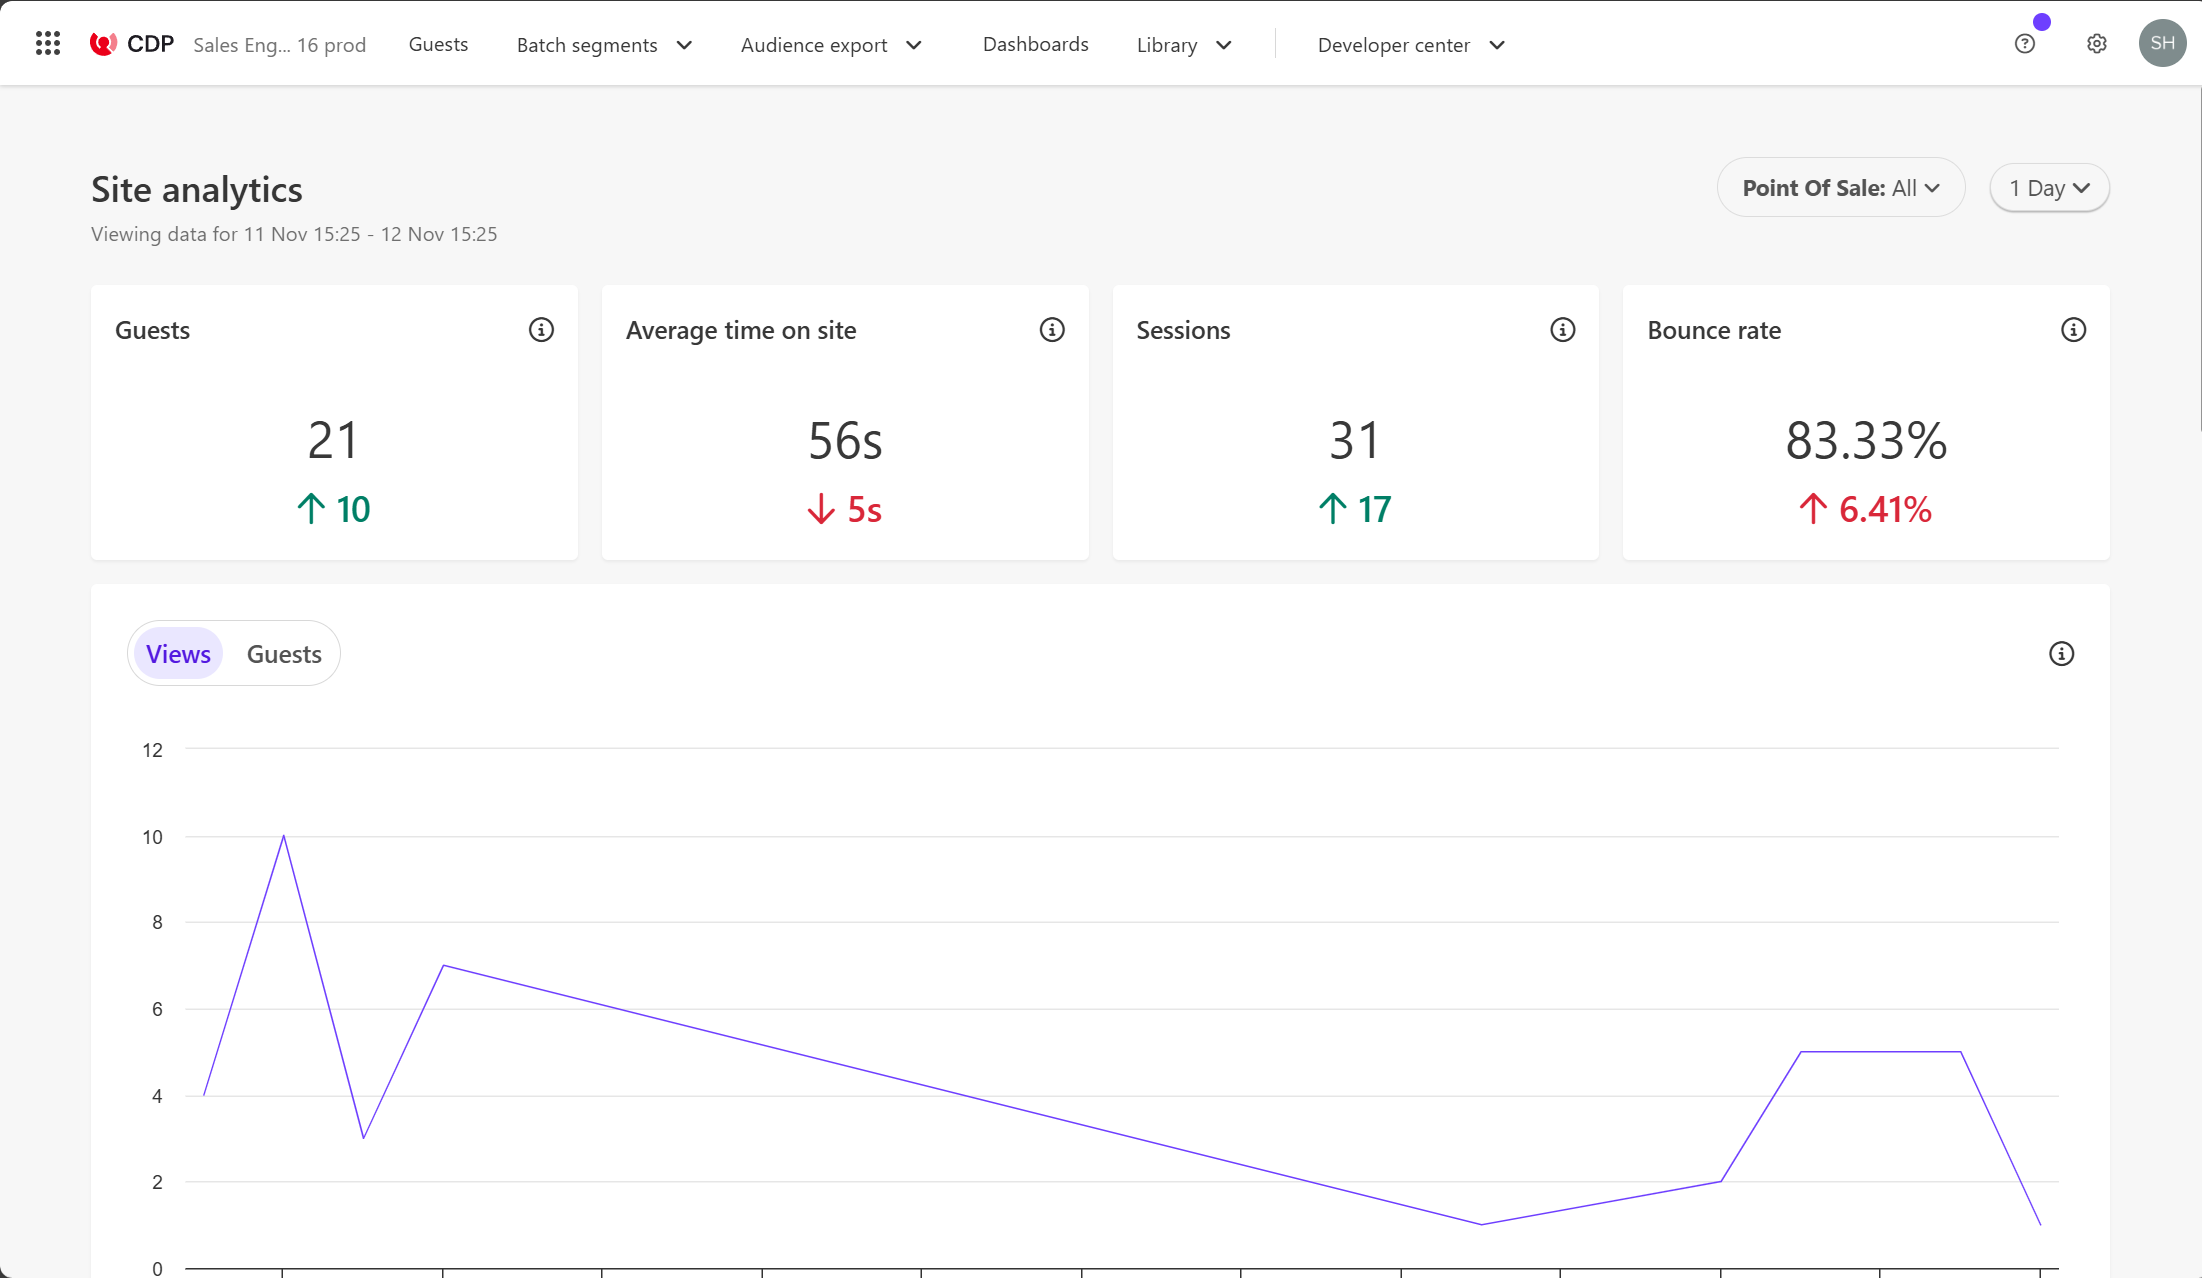 CDP Sales Eng... 16 prod Guests Batch segments Audience export Dashboards Library Developer center SH
Site analytics
Viewing data for 11 Nov 15:25 - 12 Nov 15:25
Point Of Sale: All
1 Day
Guests
21
10
Average time on site
56s
5s
Sessions
31
17
Bounce rate
83.33%
6.41%
Views Guests
12
10
8
6
4
2
0